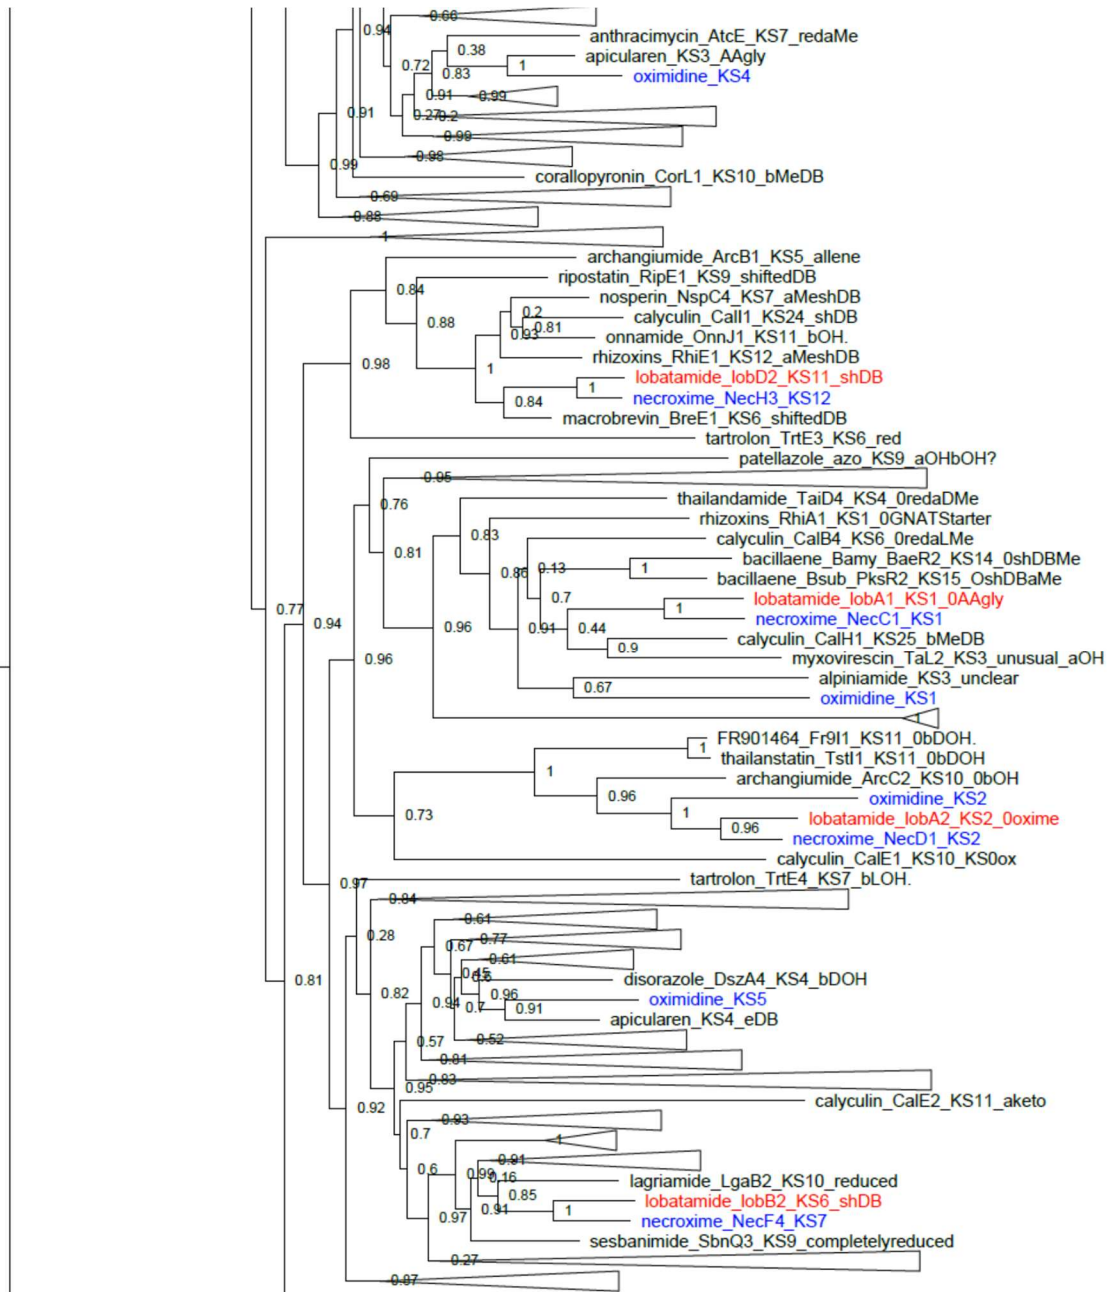 0.66
0.94
anthracimycin_AtcE_KS7_redaMe
0.38
apicularen_KS3_AAgly
0.72
0.83
1
oximidine_KS4
0.91
0.99
0.91
0.27
0.2
0.99
0.98
0.99
corallopyronin_CorL1_KS10_bMeDB
0.69
0.88
1
archangiumide_ArcB1_KS5_allene
ripostatin_RipE1_KS9_shiftedDB
0.84
nosperin_NspC4_KS7_aMeshDB
0.2
calyculin_CalI1_KS24_shDB
0.88
0.81
0.93
onnamide_OnnJ1_KS11_bOH.
rhizoxins_RhiE1_KS12_aMeshDB
0.98
1
lobatamide_lobD2_KS11_shDB
1
necroxime_NecH3_KS12
0.84
macrobrevin_BreE1_KS6_shiftedDB
tartrolon_TrtE3_KS6_red
patellazole_azo_KS9_aOHbOH?
0.95
0.76
thailandamide_TaiD4_KS4_0redaDMe
rhizoxins_RhiA1_KS1_0GNATStarter
0.83
calyculin_CalB4_KS6_0redaLMe
0.81
bacillaene_Bamy_BaeR2_KS14_0shDBMe
0.86
0.13
1
bacillaene_Bsub_PksR2_KS15_OshDBaMe
0.7
lobatamide_lobA1_KS1_0AAgly
0.77
1
0.94
necroxime_NecC1_KS1
0.96
0.91
0.44
calyculin_CalH1_KS25_bMeDB
0.9
0.96
myxovirescin_TaL2_KS3_unusual_aOH
alpiniamide_KS3_unclear
0.67
oximidine_KS1
1
FR901464_Fr9I1_KS11_0bDOH.
1
thailanstatin_TstI1_KS11_0bDOH
1
archangiumide_ArcC2_KS10_0bOH
0.96
oximidine_KS2
0.73
1
lobatamide_lobA2_KS2_0oxime
0.96
necroxime_NecD1_KS2
calyculin_CalE1_KS10_KS0ox
0.97
tartrolon_TrtE4_KS7_bLOH.
0.84
0.61
0.28
0.67
0.77
0.61
0.45
0.6
0.81
disorazole_DszA4_KS4_bDOH
0.82
0.96
oximidine_KS5
0.94
0.7
0.91
apicularen_KS4_eDB
0.57
0.52
0.81
0.83
0.95
calyculin_CalE2_KS11_aketo
0.92
0.93
0.7
1
0.91
0.6
0.99
0.16
lagriamide_LgaB2_KS10_reduced
0.85
lobatamide_lobB2_KS6_shDB
0.91
1
0.97
necroxime_NecF4_KS7
sesbanimide_SbnQ3_KS9_completelyreduced
0.27
0.87